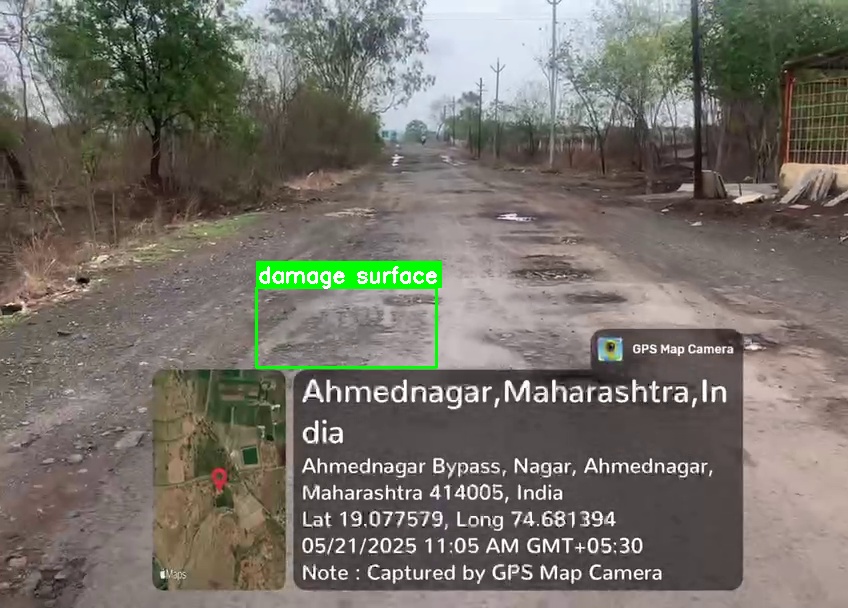 damage surface
GPS Map Camera
Ahmednagar,Maharashtra,In
dia
Ahmednagar Bypass, Nagar, Ahmednagar,
Maharashtra 414005, India
Lat 19.077579, Long 74.681394
05/21/2025 11:05 AM GMT+05:30
Note : Captured by GPS Map Camera
Maps